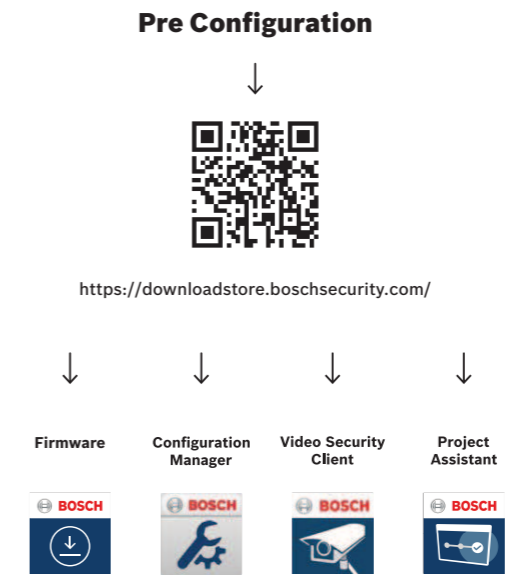 Pre Configuration
https://downloadstore.boschsecurity.com/
Firmware
Configuration
Manager
Video Security
Client
Project
Assistant
BOSCH
BOSCH
BOSCH
BOSCH